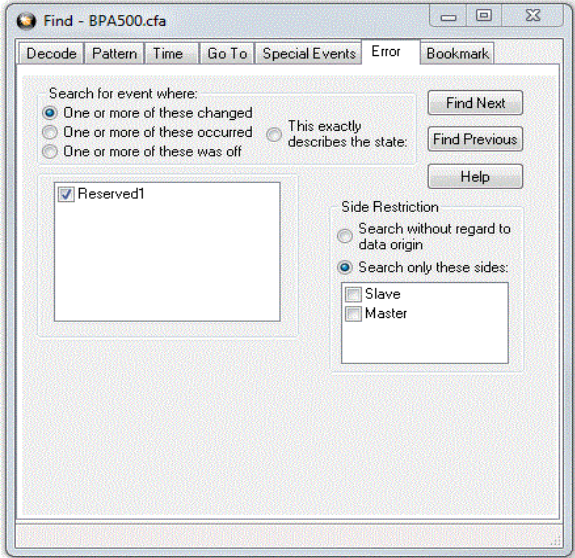 Find - BPA500.cfa
Decode Pattern Time Go To Special Events Error Bookmark
Search for event where:
One or more of these changed
One or more of these occurred
One or more of these was off
This exactly
describes the state:
Find Next
Find Previous
Help
Reserved1
Side Restriction
Search without regard to
data origin
Search only these sides:
Slave
Master